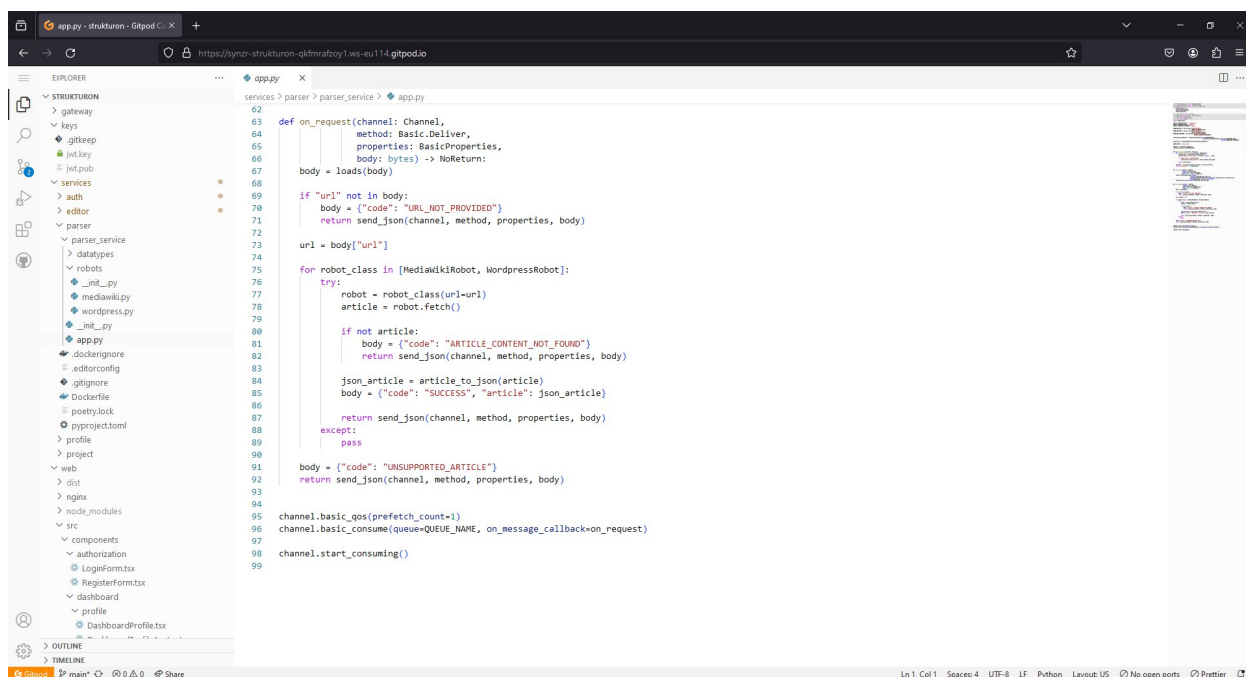 app.py - strukturon - Gitpod Co
https://synzr-strukturon-qkfmrafzoy1.ws-eu114.gitpod.io
EXPLORER
STRUKTURON
gateway
keys
.gitkeep
jwt.key
jwt.pub
services
auth
editor
parser
parser_service
datatypes
robots
__init__.py
mediawiki.py
wordpress.py
__init__.py
app.py
.dockerignore
.editorconfig
.gitignore
Dockerfile
poetry.lock
pyproject.toml
profile
project
web
dist
nginx
node_modules
src
components
authorization
LoginForm.tsx
RegisterForm.tsx
dashboard
profile
DashboardProfile.tsx
OUTLINE
TIMELINE
2
app.py
services > parser > parser_service > app.py
62
63 def on_request(channel: Channel,
64 method: Basic.Deliver,
65 properties: BasicProperties,
66 body: bytes) -> NoReturn:
67 body = loads(body)
68
69 if "url" not in body:
70 body = {"code": "URL_NOT_PROVIDED"}
71 return send_json(channel, method, properties, body)
72
73 url = body["url"]
74
75 for robot_class in [MediaWikiRobot, WordpressRobot]:
76 try:
77 robot = robot_class(url=url)
78 article = robot.fetch()
79
80 if not article:
81 body = {"code": "ARTICLE_CONTENT_NOT_FOUND"}
82 return send_json(channel, method, properties, body)
83
84 json_article = article_to_json(article)
85 body = {"code": "SUCCESS", "article": json_article}
86
87 return send_json(channel, method, properties, body)
88 except:
89 pass
90
91 body = {"code": "UNSUPPORTED_ARTICLE"}
92 return send_json(channel, method, properties, body)
93
94
95 channel.basic_qos(prefetch_count=1)
96 channel.basic_consume(queue=QUEUE_NAME, on_message_callback=on_request)
97
98 channel.start_consuming()
99
Gitpod main* 0 0 0 Share Ln 1, Col 1 Spaces: 4 UTF-8 LF Python Layout: US No open ports Prettier